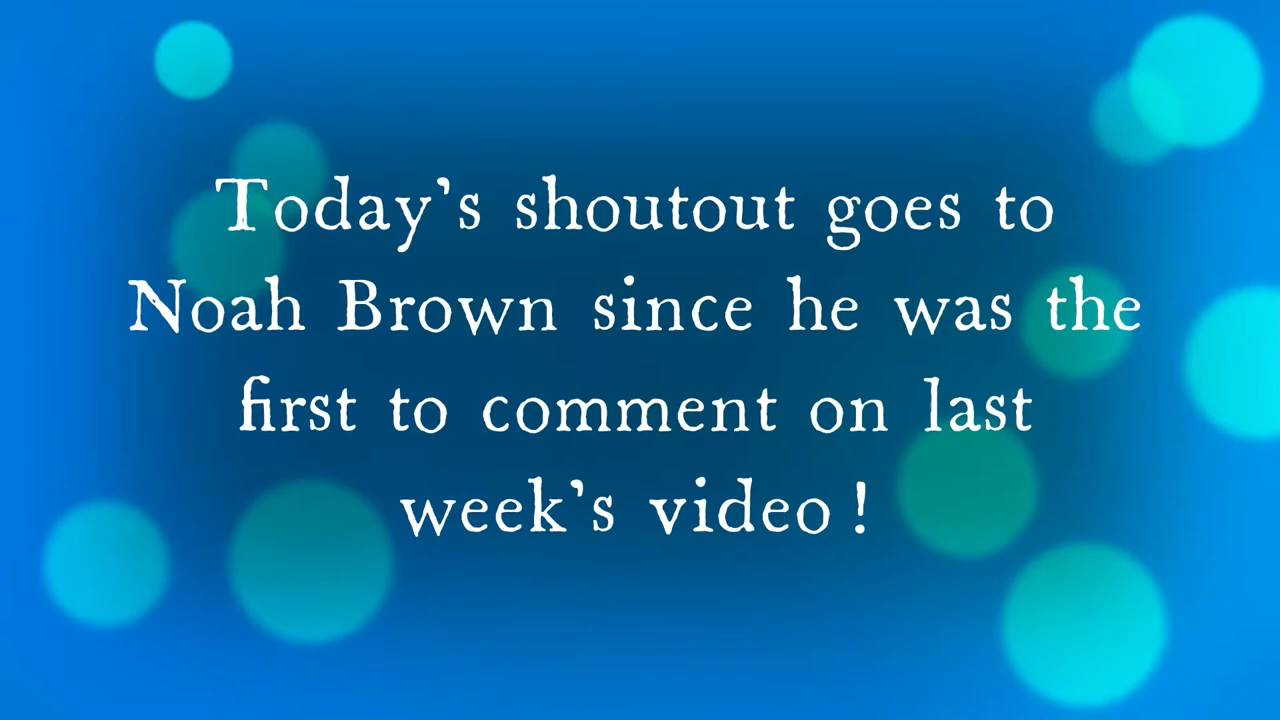 Today's shoutout goes to
Noah Brown since he was the
first to comment on last
week's video!